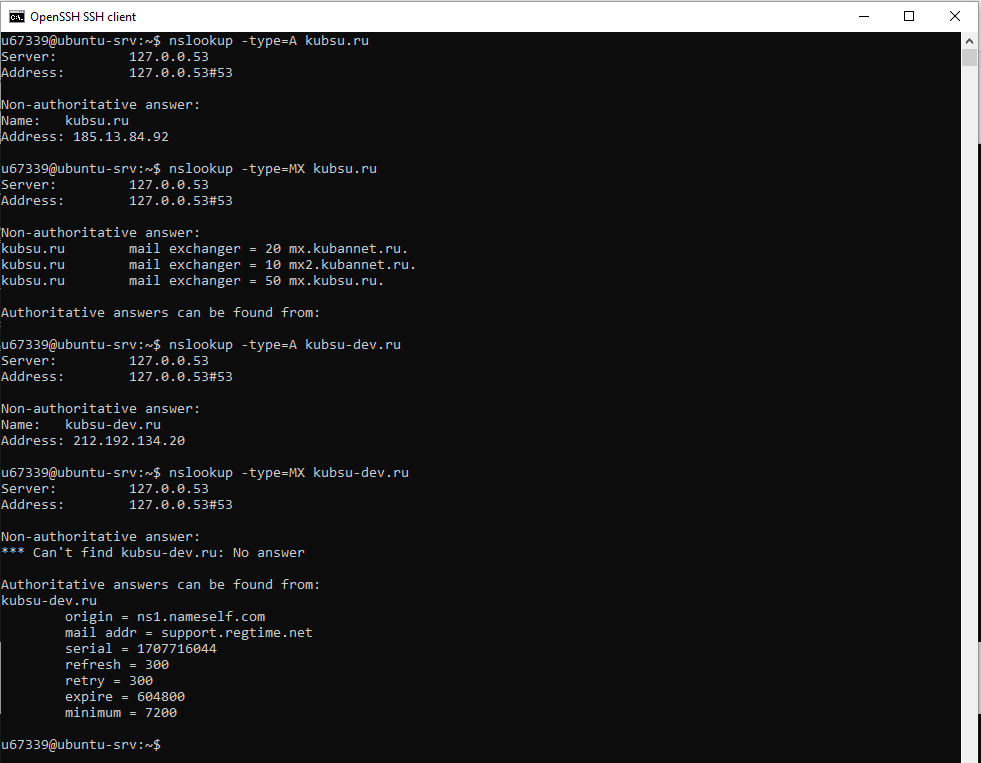 OpenSSH SSH client
u67339@ubuntu-srv:~$ nslookup -type=A kubsu.ru
Server:         127.0.0.53
Address:        127.0.0.53#53

Non-authoritative answer:
Name:   kubsu.ru
Address: 185.13.84.92

u67339@ubuntu-srv:~$ nslookup -type=MX kubsu.ru
Server:         127.0.0.53
Address:        127.0.0.53#53

Non-authoritative answer:
kubsu.ru        mail exchanger = 20 mx.kubannet.ru.
kubsu.ru        mail exchanger = 10 mx2.kubannet.ru.
kubsu.ru        mail exchanger = 50 mx.kubsu.ru.

Authoritative answers can be found from:

u67339@ubuntu-srv:~$ nslookup -type=A kubsu-dev.ru
Server:         127.0.0.53
Address:        127.0.0.53#53

Non-authoritative answer:
Name:   kubsu-dev.ru
Address: 212.192.134.20

u67339@ubuntu-srv:~$ nslookup -type=MX kubsu-dev.ru
Server:         127.0.0.53
Address:        127.0.0.53#53

Non-authoritative answer:
*** Can't find kubsu-dev.ru: No answer

Authoritative answers can be found from:
kubsu-dev.ru
        origin = ns1.nameself.com
        mail addr = support.regtime.net
        serial = 1707716044
        refresh = 300
        retry = 300
        expire = 604800
        minimum = 7200

u67339@ubuntu-srv:~$